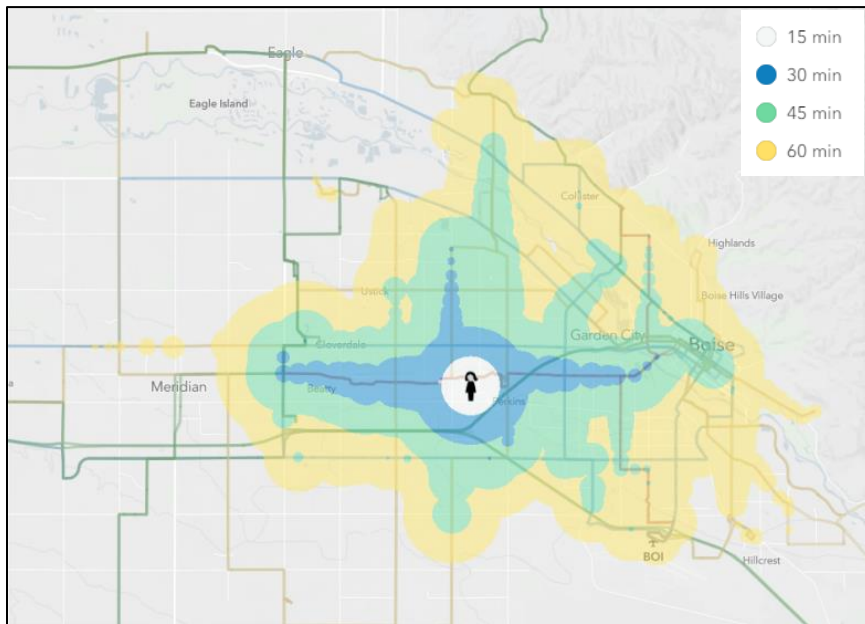 15 min
30 min
45 min
60 min
Eagle
Eagle Island
Collister
Highlands
Boise Hills Village
Ustick
Garden City
Boise
Cloverdale
Meridian
Beatty
Perkins
BOI
Hillcrest